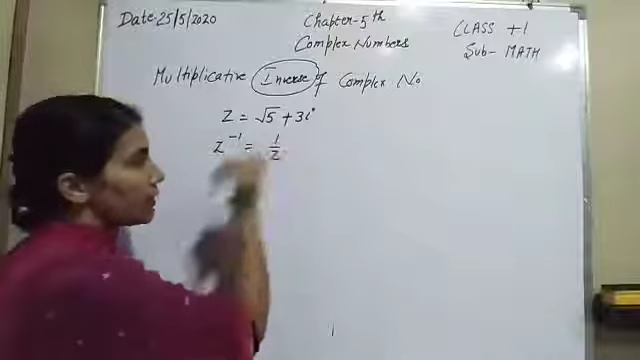 Date-25/5/2020
Chapter-5th
CLASS +1
Complex Numbers
Sub- MATH
Multiplicative Inverse of Complex No
Z = √5 + 3i
Z⁻¹ = 1/Z